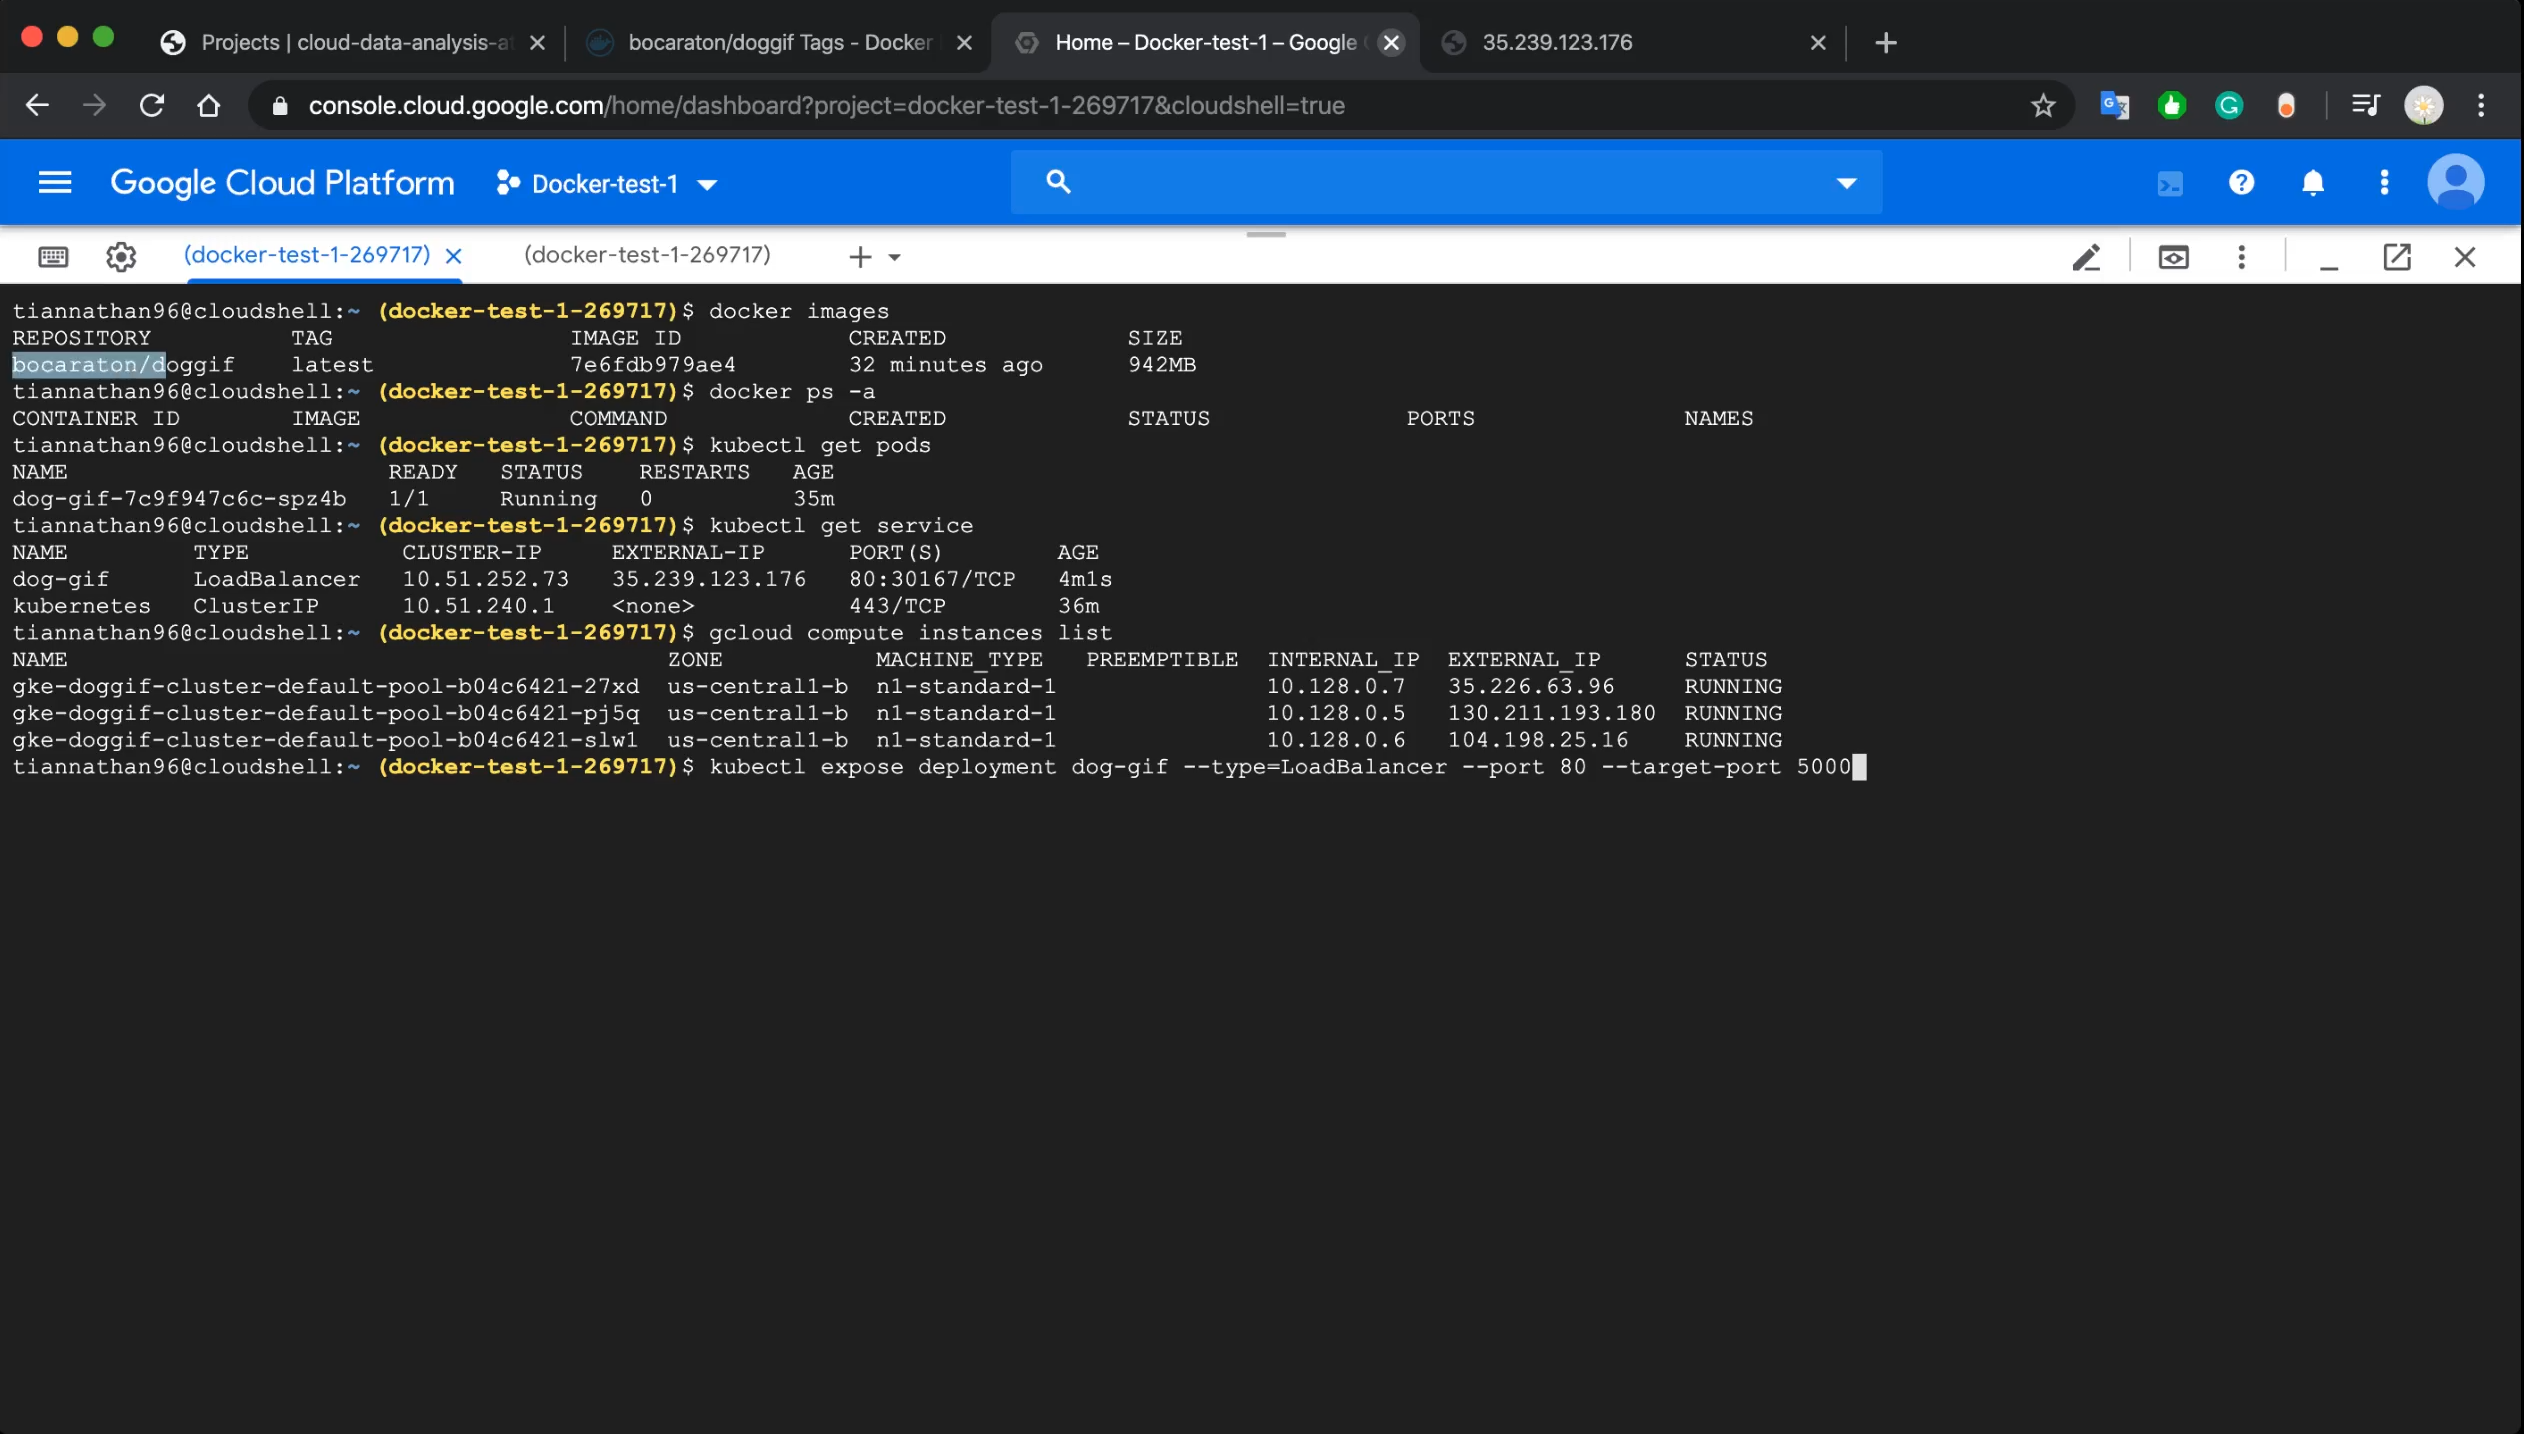 Projects | cloud-data-analysis-at
bocaraton/doggif Tags - Docker
Home – Docker-test-1 – Google
35.239.123.176
console.cloud.google.com/home/dashboard?project=docker-test-1-269717&cloudshell=true
Google Cloud Platform
Docker-test-1
(docker-test-1-269717)
(docker-test-1-269717)
tiannathan96@cloudshell:~ (docker-test-1-269717)$ docker images
REPOSITORY TAG IMAGE ID CREATED SIZE
bocaraton/doggif latest 7e6fdb979ae4 32 minutes ago 942MB
tiannathan96@cloudshell:~ (docker-test-1-269717)$ docker ps -a
CONTAINER ID IMAGE COMMAND CREATED STATUS PORTS NAMES
tiannathan96@cloudshell:~ (docker-test-1-269717)$ kubectl get pods
NAME READY STATUS RESTARTS AGE
dog-gif-7c9f947c6c-spz4b 1/1 Running 0 35m
tiannathan96@cloudshell:~ (docker-test-1-269717)$ kubectl get service
NAME TYPE CLUSTER-IP EXTERNAL-IP PORT(S) AGE
dog-gif LoadBalancer 10.51.252.73 35.239.123.176 80:30167/TCP 4m1s
kubernetes ClusterIP 10.51.240.1 <none> 443/TCP 36m
tiannathan96@cloudshell:~ (docker-test-1-269717)$ gcloud compute instances list
NAME ZONE MACHINE_TYPE PREEMPTIBLE INTERNAL_IP EXTERNAL_IP STATUS
gke-doggif-cluster-default-pool-b04c6421-27xd us-central1-b n1-standard-1 10.128.0.7 35.226.63.96 RUNNING
gke-doggif-cluster-default-pool-b04c6421-pj5q us-central1-b n1-standard-1 10.128.0.5 130.211.193.180 RUNNING
gke-doggif-cluster-default-pool-b04c6421-slw1 us-central1-b n1-standard-1 10.128.0.6 104.198.25.16 RUNNING
tiannathan96@cloudshell:~ (docker-test-1-269717)$ kubectl expose deployment dog-gif --type=LoadBalancer --port 80 --target-port 5000